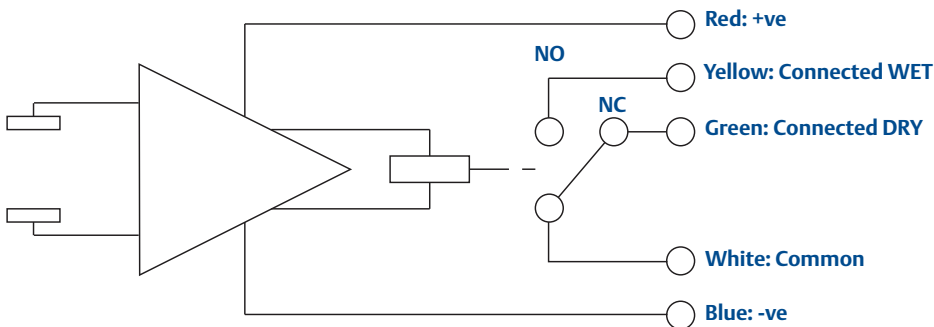 Red: +ve
NO
Yellow: Connected WET
NC
Green: Connected DRY
White: Common
Blue: -ve